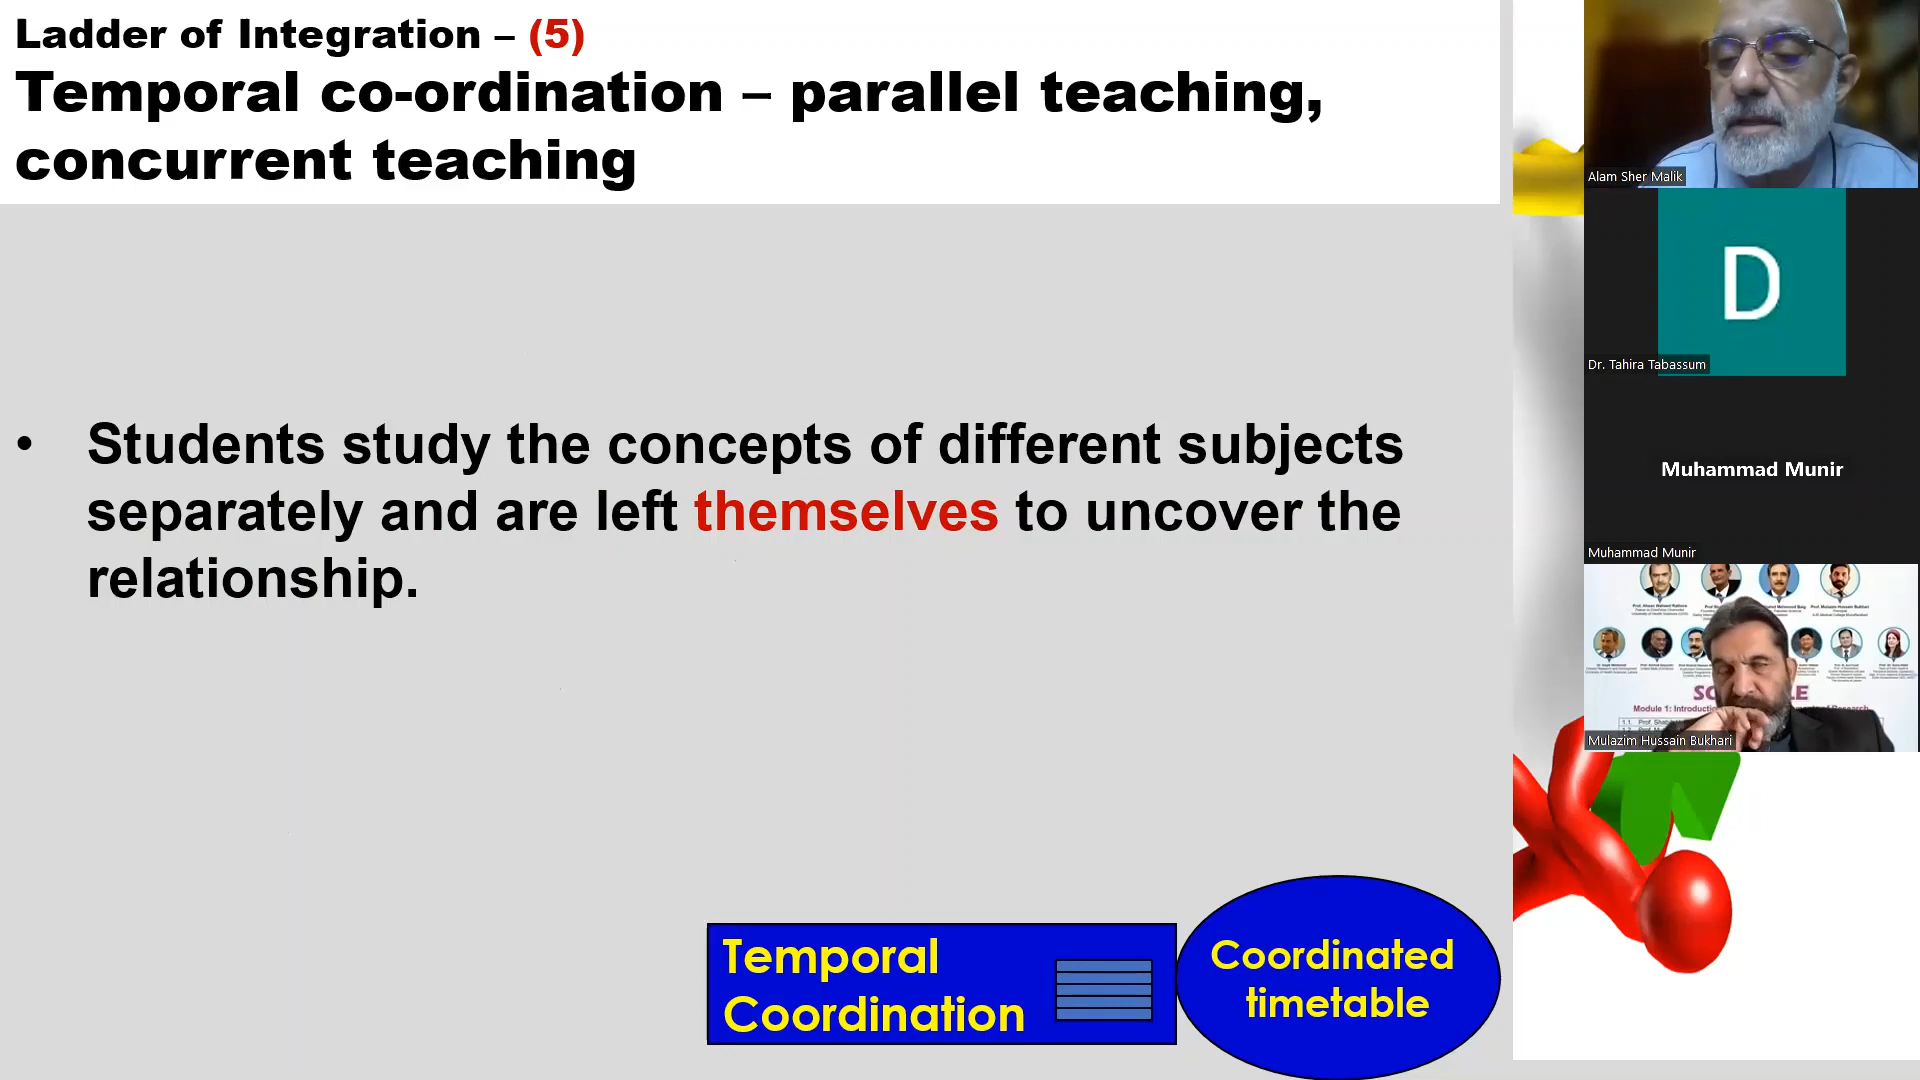 Ladder of Integration – (5)
Temporal co-ordination – parallel teaching,
concurrent teaching
• Students study the concepts of different subjects
separately and are left themselves to uncover the
relationship.
Temporal
Coordination
Coordinated
timetable
Alam Sher Malik
D
Dr. Tahira Tabassum
Muhammad Munir
Muhammad Munir
Module 1: Introduc
Mulazim Hussain Bukhari